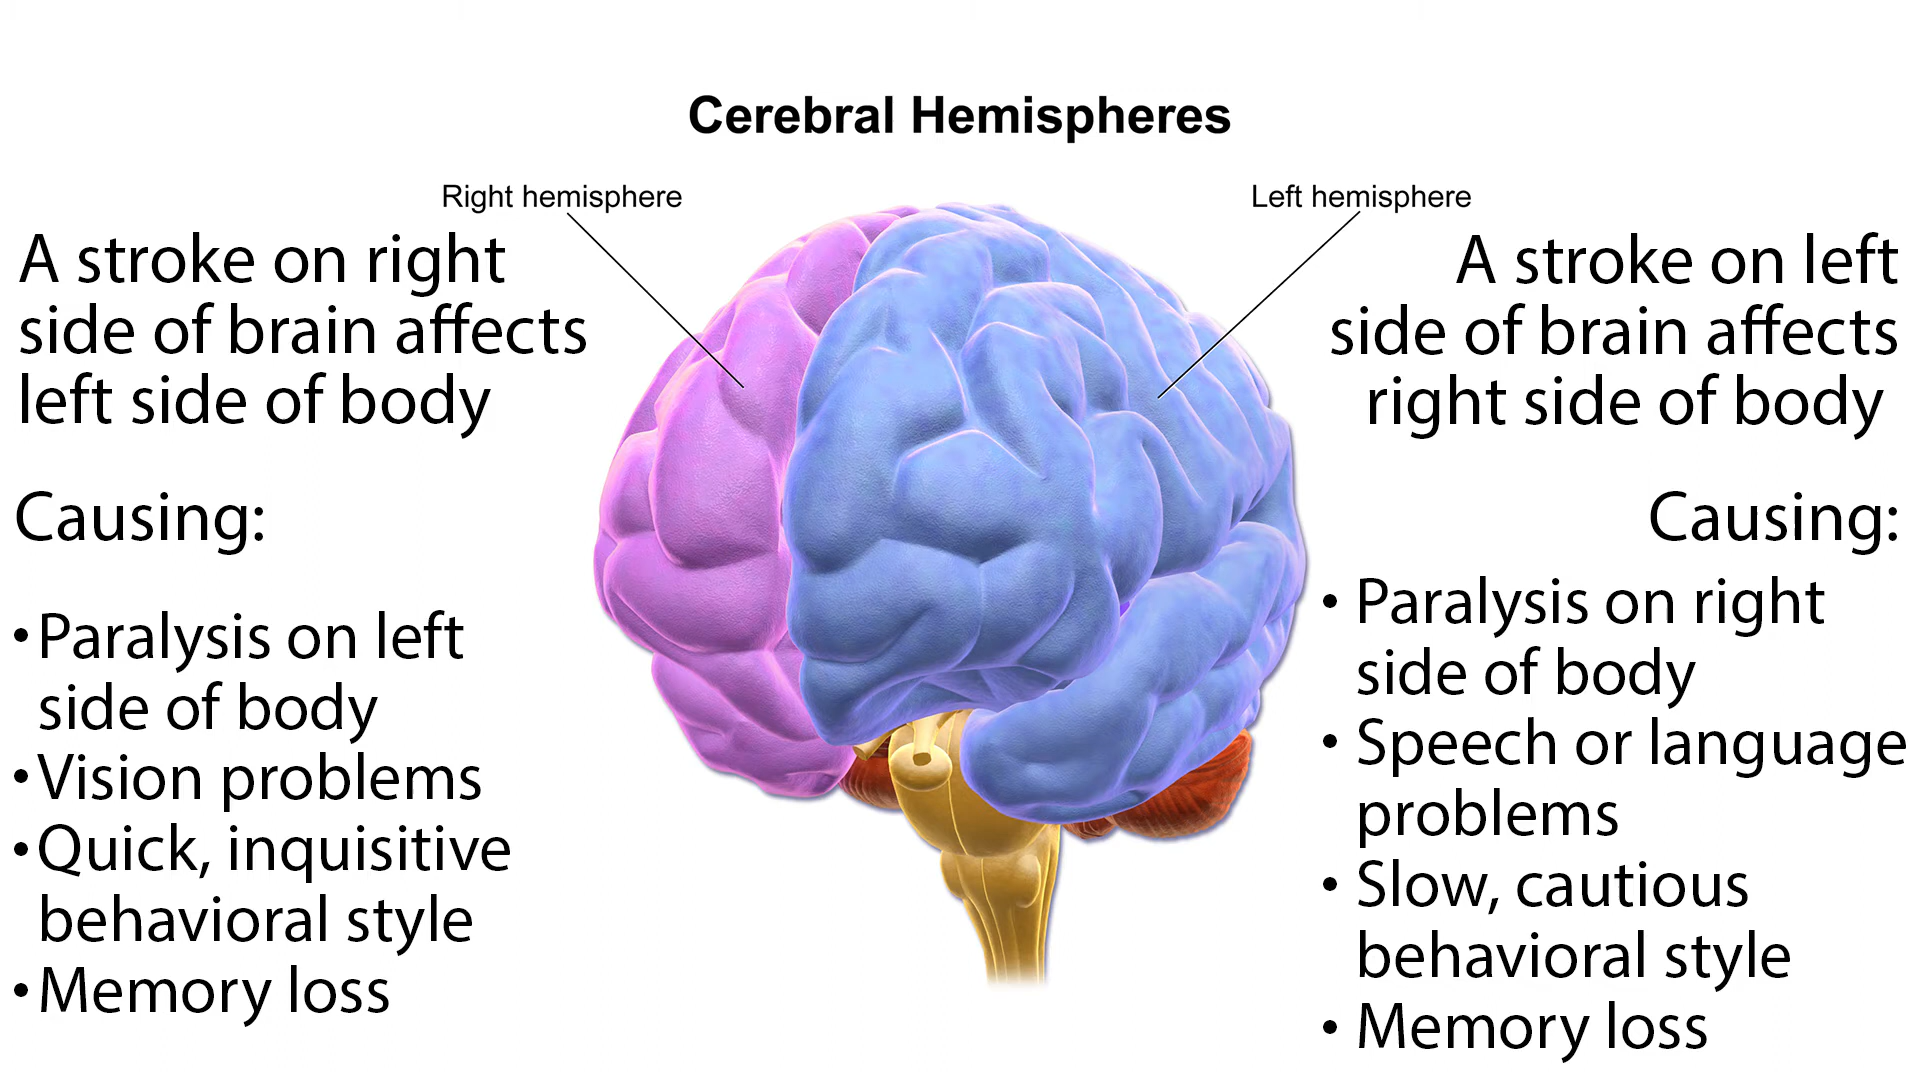 Cerebral Hemispheres
Right hemisphere
Left hemisphere
A stroke on right
side of brain affects
left side of body
Causing:
•Paralysis on left
side of body
•Vision problems
•Quick, inquisitive
behavioral style
•Memory loss
A stroke on left
side of brain affects
right side of body
Causing:
• Paralysis on right
side of body
• Speech or language
problems
• Slow, cautious
behavioral style
• Memory loss